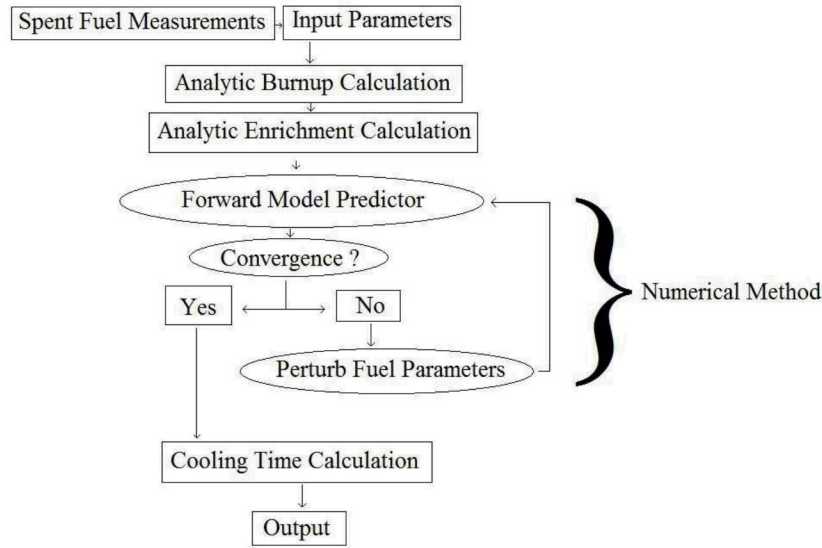 Spent Fuel Measurements
Input Parameters
Analytic Burnup Calculation
Analytic Enrichment Calculation
Forward Model Predictor
Convergence ?
Yes
No
Numerical Method
Perturb Fuel Parameters
Cooling Time Calculation
Output